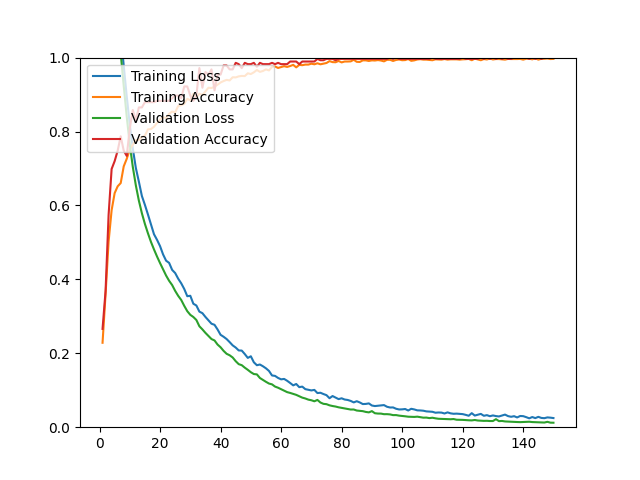 1.0
0.8
0.6
0.4
0.2
0.0
Training Loss
Training Accuracy
Validation Loss
Validation Accuracy
0 20 40 60 80 100 120 140